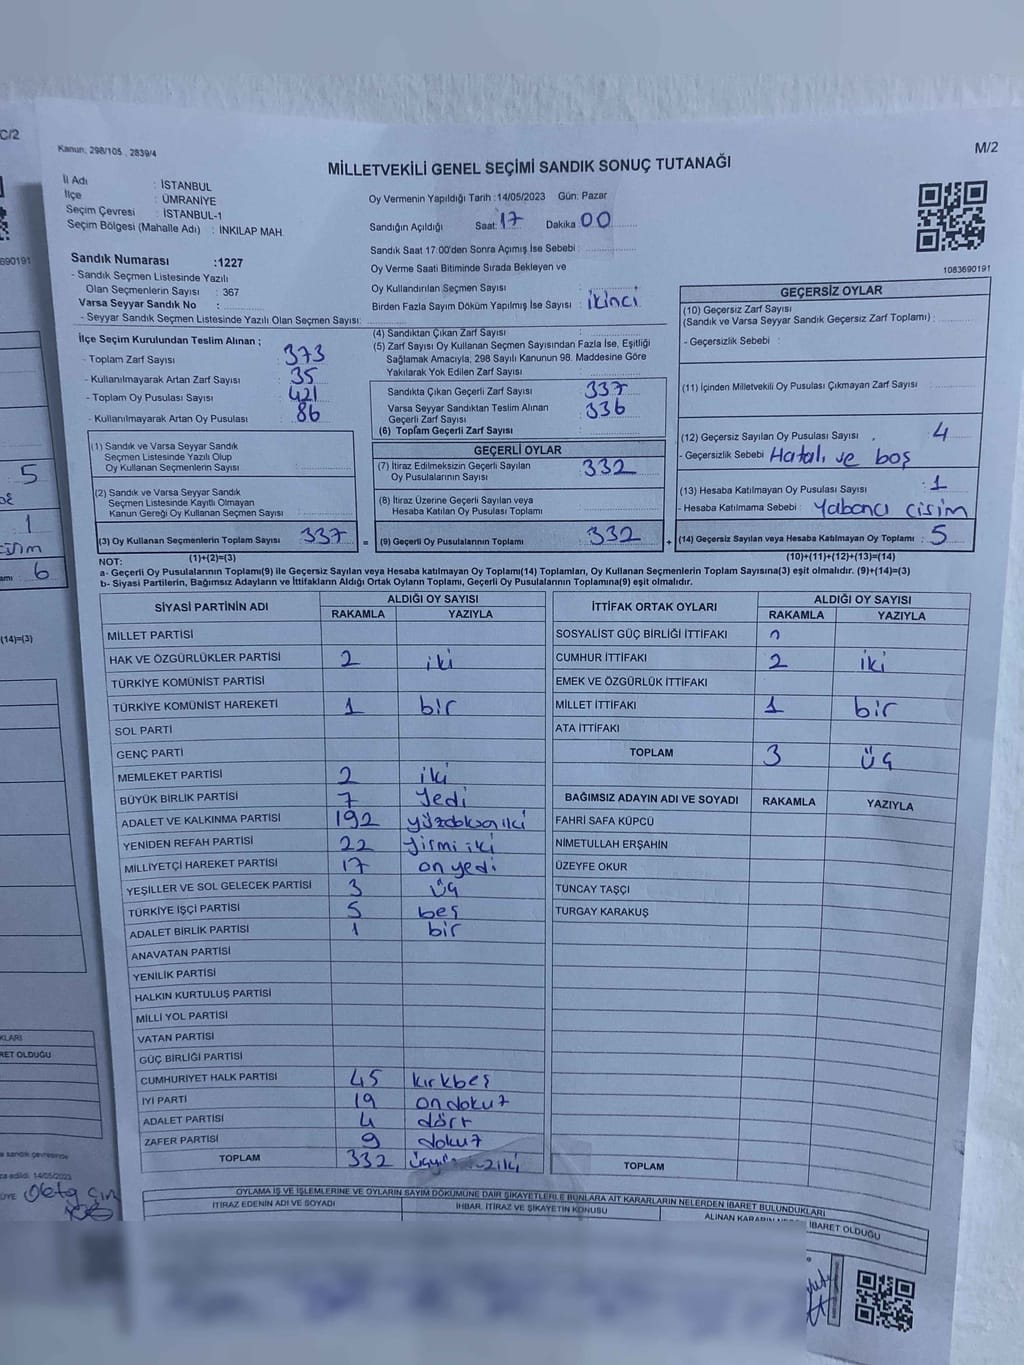 C/2
M/2
Kanun, 298/105 , 2839/4
MİLLETVEKİLİ GENEL SEÇİMİ SANDIK SONUÇ TUTANAĞI
İl Adı : İSTANBUL
İlçe : ÜMRANİYE
Seçim Çevresi : İSTANBUL-1
Seçim Bölgesi (Mahalle Adı) : İNKILAP MAH.
Oy Vermenin Yapıldığı Tarih :14/05/2023 Gün: Pazar
Sandığın Açıldığı Saat: 17 Dakika 00
Sandık Saat 17:00'den Sonra Açımış İse Sebebi :
Oy Verme Saati Bitiminde Sırada Bekleyen ve
Oy Kullandırılan Seçmen Sayısı :
Birden Fazla Sayım Döküm Yapılmış İse Sayısı : ikinci
1083690191
690191
Sandık Numarası :1227
- Sandık Seçmen Listesinde Yazılı
Olan Seçmenlerin Sayısı : 367
Varsa Seyyar Sandık No :
- Seyyar Sandık Seçmen Listesinde Yazılı Olan Seçmen Sayısı:
İlçe Seçim Kurulundan Teslim Alınan ;
- Toplam Zarf Sayısı : 373
- Kullanılmayarak Artan Zarf Sayısı : 35
- Toplam Oy Pusulası Sayısı : 421
- Kullanılmayarak Artan Oy Pusulası : 86
(1) Sandık ve Varsa Seyyar Sandık
Seçmen Listesinde Yazılı Olup
Oy Kullanan Seçmenlerin Sayısı :
(2) Sandık ve Varsa Seyyar Sandık
Seçmen Listesinde Kayıtlı Olmayan
Kanun Gereği Oy Kullanan Seçmen Sayısı :
(3) Oy Kullanan Seçmenlerin Toplam Sayısı : 337
(4) Sandıktan Çıkan Zarf Sayısı :
(5) Zarf Sayısı Oy Kullanan Seçmen Sayısından Fazla İse, Eşitliği
Sağlamak Amacıyla, 298 Sayılı Kanunun 98. Maddesine Göre
Yakılarak Yok Edilen Zarf Sayısı :
Sandıkta Çıkan Geçerli Zarf Sayısı : 337
Varsa Seyyar Sandıktan Teslim Alınan
Geçerli Zarf Sayısı : 336
(6) Toplam Geçerli Zarf Sayısı :
GEÇERLİ OYLAR
(7) İtiraz Edilmeksizin Geçerli Sayılan
Oy Pusulalarının Sayısı : 332
(8) İtiraz Üzerine Geçerli Sayılan veya
Hesaba Katılan Oy Pusulası Toplamı :
= (9) Geçerli Oy Pusulalarının Toplamı : 332 +
GEÇERSİZ OYLAR
(10) Geçersiz Zarf Sayısı
(Sandık ve Varsa Seyyar Sandık Geçersiz Zarf Toplamı) :
- Geçersizlik Sebebi :
(11) İçinden Milletvekili Oy Pusulası Çıkmayan Zarf Sayısı :
(12) Geçersiz Sayılan Oy Pusulası Sayısı : 4
- Geçersizlik Sebebi Hatalı ve boş
(13) Hesaba Katılmayan Oy Pusulası Sayısı : 1
- Hesaba Katılmama Sebebi : Yabancı cisim
(14) Geçersiz Sayılan veya Hesaba Katılmayan Oy Toplamı : 5
NOT: (1)+(2)=(3)
(10)+(11)+(12)+(13)=(14)
a- Geçerli Oy Pusulalarının Toplamı(9) ile Geçersiz Sayılan veya Hesaba Katılmayan Oy Toplamı(14) Toplamları, Oy Kullanan Seçmenlerin Toplam Sayısına(3) eşit olmalıdır. (9)+(14)=(3)
b- Siyasi Partilerin, Bağımsız Adayların ve İttifakların Aldığı Ortak Oyların Toplamı, Geçerli Oy Pusulalarının Toplamına(9) eşit olmalıdır.
SİYASİ PARTİNİN ADI ALDIĞI OY SAYISI
RAKAMLA YAZIYLA
MİLLET PARTİSİ
HAK VE ÖZGÜRLÜKLER PARTİSİ 2 iki
TÜRKİYE KOMÜNİST PARTİSİ
TÜRKİYE KOMÜNİST HAREKETİ 1 bir
SOL PARTİ
GENÇ PARTİ
MEMLEKET PARTİSİ 2 iki
BÜYÜK BİRLİK PARTİSİ 7 Yedi
ADALET VE KALKINMA PARTİSİ 192 yüzdoksaniki
YENİDEN REFAH PARTİSİ 22 Yirmi iki
MİLLİYETÇİ HAREKET PARTİSİ 17 on yedi
YEŞİLLER VE SOL GELECEK PARTİSİ 3 üç
TÜRKİYE İŞÇİ PARTİSİ 5 beş
ADALET BİRLİK PARTİSİ 1 bir
ANAVATAN PARTİSİ
YENİLİK PARTİSİ
HALKIN KURTULUŞ PARTİSİ
MİLLİ YOL PARTİSİ
VATAN PARTİSİ
GÜÇ BİRLİĞİ PARTİSİ
CUMHURİYET HALK PARTİSİ 45 kırkbeş
İYİ PARTİ 19 ondokuz
ADALET PARTİSİ 4 dört
ZAFER PARTİSİ 9 dokuz
TOPLAM 332
İTTİFAK ORTAK OYLARI ALDIĞI OY SAYISI
RAKAMLA YAZIYLA
SOSYALİST GÜÇ BİRLİĞİ İTTİFAKI
CUMHUR İTTİFAKI 2 iki
EMEK VE ÖZGÜRLÜK İTTİFAKI
MİLLET İTTİFAKI 1 bir
ATA İTTİFAKI
TOPLAM 3 üç
BAĞIMSIZ ADAYIN ADI VE SOYADI RAKAMLA YAZIYLA
FAHRİ SAFA KÜPCÜ
NİMETULLAH ERŞAHİN
ÜZEYFE OKUR
TUNCAY TAŞÇI
TURGAY KARAKUŞ
TOPLAM
OYLAMA İŞ VE İŞLEMLERİNE VE OYLARIN SAYIM DÖKÜMÜNE DAİR ŞİKAYETLERLE BUNLARA AİT KARARLARIN NELERDEN İBARET BULUNDUKLARI
İTİRAZ EDENİN ADI VE SOYADI İHBAR, İTİRAZ VE ŞİKAYETİN KONUSU ALINAN İBARET OLDUĞU
5
1
6
(14)=(3)
KLARI
RET OLDUĞU
14/05/2023
ÜYE